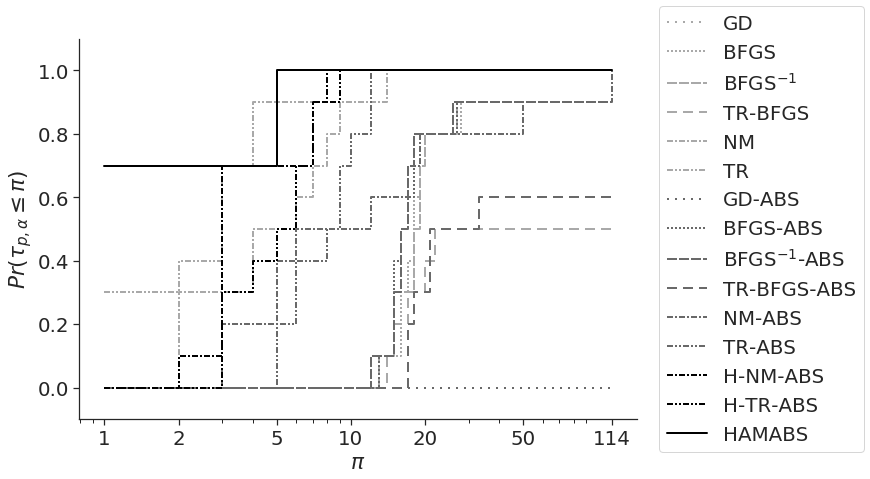 Pr(τp,α ≤ π)
1.0
0.8
0.6
0.4
0.2
0.0
1 2 5 10 20 50 114
π
GD
BFGS
BFGS⁻¹
TR-BFGS
NM
TR
GD-ABS
BFGS-ABS
BFGS⁻¹-ABS
TR-BFGS-ABS
NM-ABS
TR-ABS
H-NM-ABS
H-TR-ABS
HAMABS